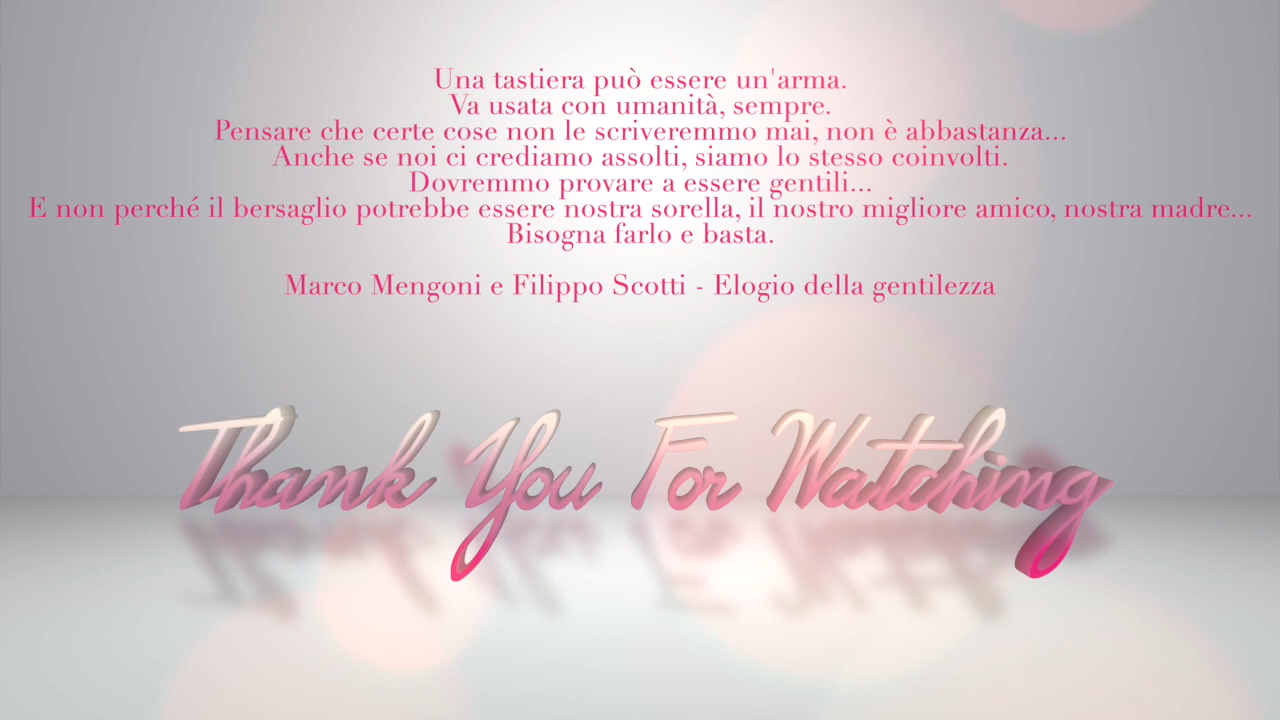 Una tastiera può essere un'arma.
Va usata con umanità, sempre.
Pensare che certe cose non le scriveremmo mai, non è abbastanza...
Anche se noi ci crediamo assolti, siamo lo stesso coinvolti.
Dovremmo provare a essere gentili...
E non perché il bersaglio potrebbe essere nostra sorella, il nostro migliore amico, nostra madre...
Bisogna farlo e basta.
Marco Mengoni e Filippo Scotti - Elogio della gentilezza
Thank You For Watching